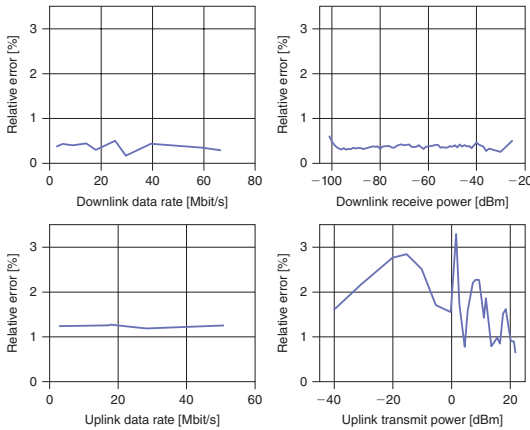 Relative error [%]
3
2
1
0
0 20 40 60 80
Downlink data rate [Mbit/s]
Relative error [%]
3
2
1
0
−100 −80 −60 −40 −20
Downlink receive power [dBm]
Relative error [%]
3
2
1
0
0 20 40 60
Uplink data rate [Mbit/s]
Relative error [%]
3
2
1
0
−40 −20 0 20
Uplink transmit power [dBm]